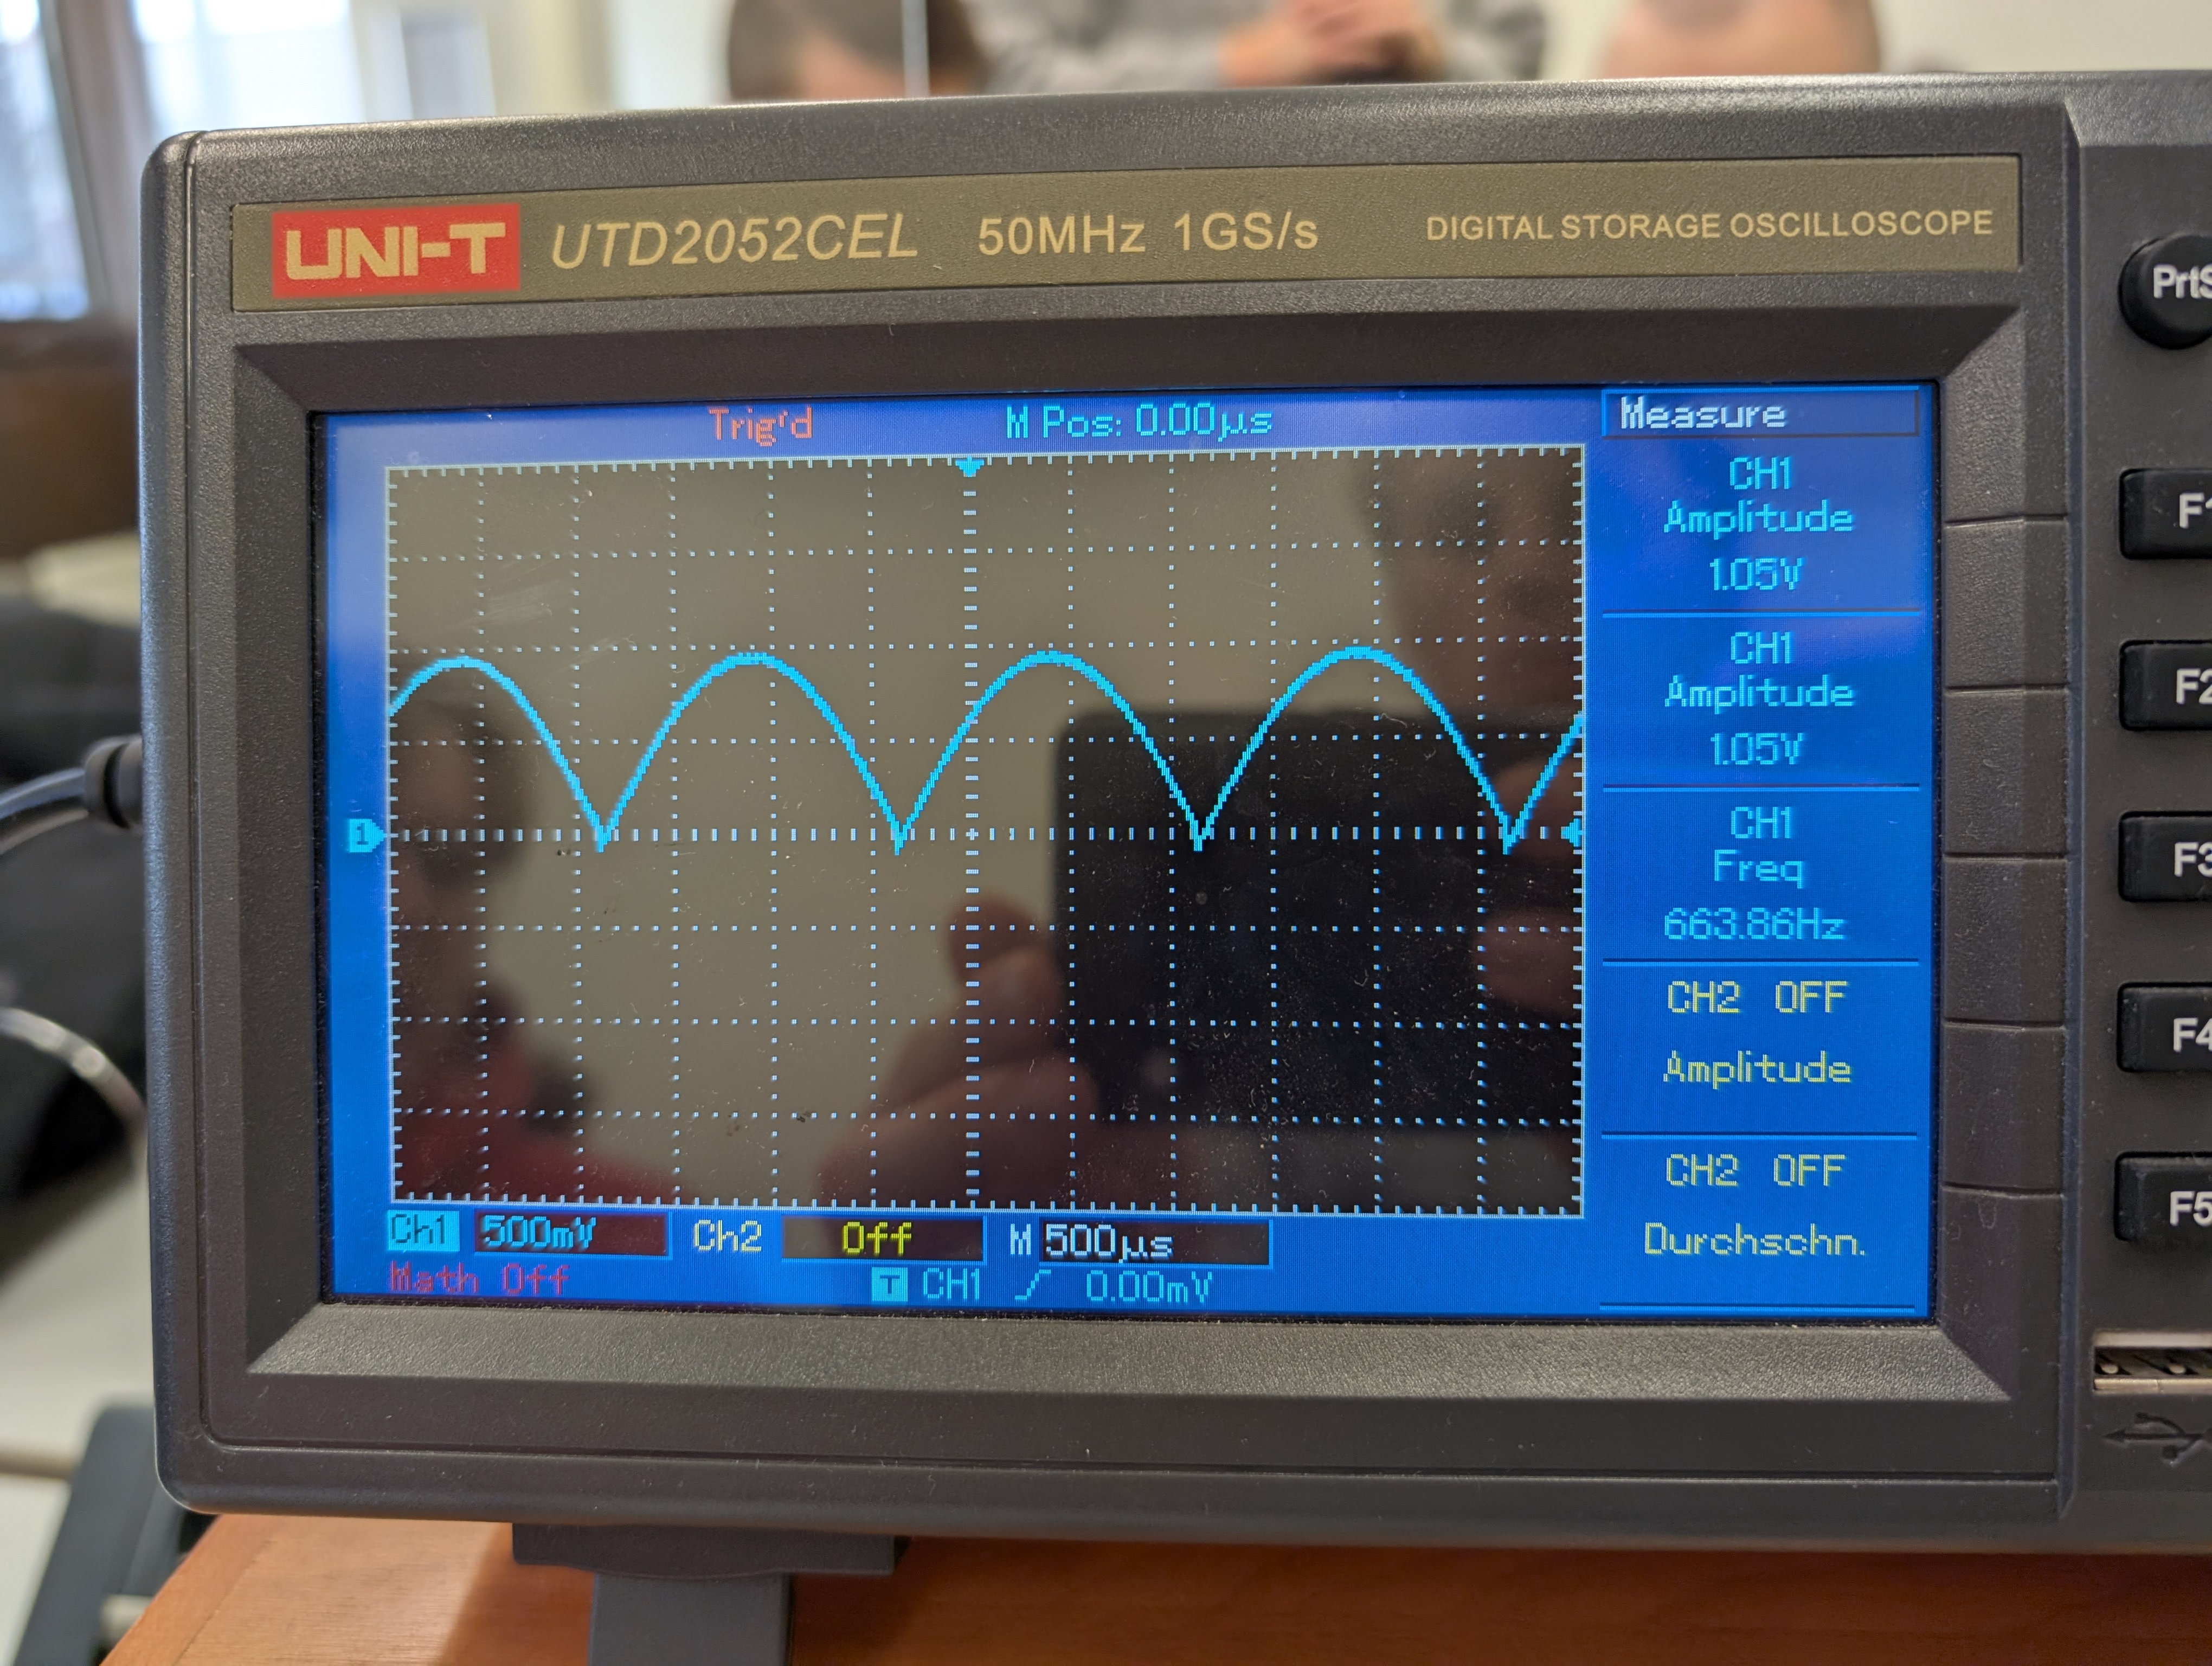 UNI-T UTD2052CEL 50MHz 1GS/s DIGITAL STORAGE OSCILLOSCOPE
Trig'd M Pos: 0.00µs
Measure
CH1
Amplitude
1.05V
CH1
Amplitude
1.05V
CH1
Freq
663.86Hz
CH2 OFF
Amplitude
CH2 OFF
Durchschn.
1
Ch1 500mV Ch2 Off M 500µs
Math Off T CH1 0.00mV
F2
F3
F4
F5